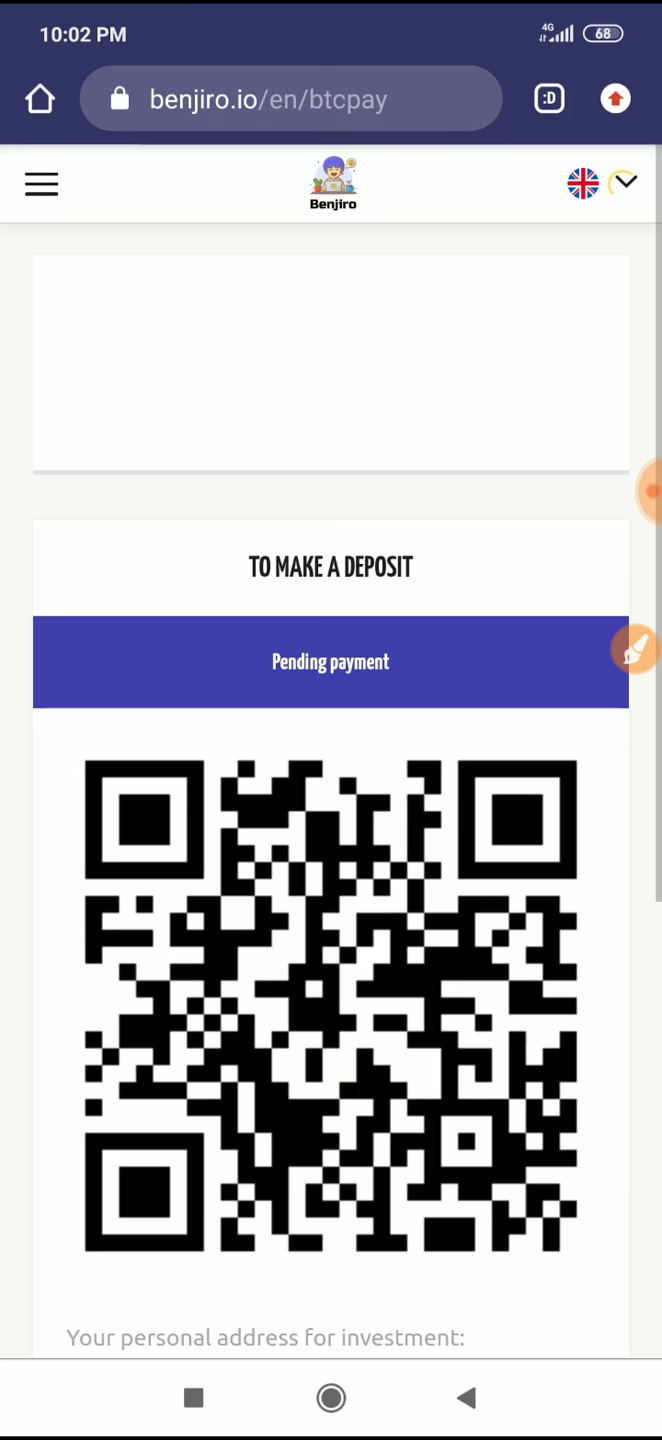 10:02 PM 4G 68
benjiro.io/en/btcpay :D
Benjiro
TO MAKE A DEPOSIT
Pending payment
Your personal address for investment: